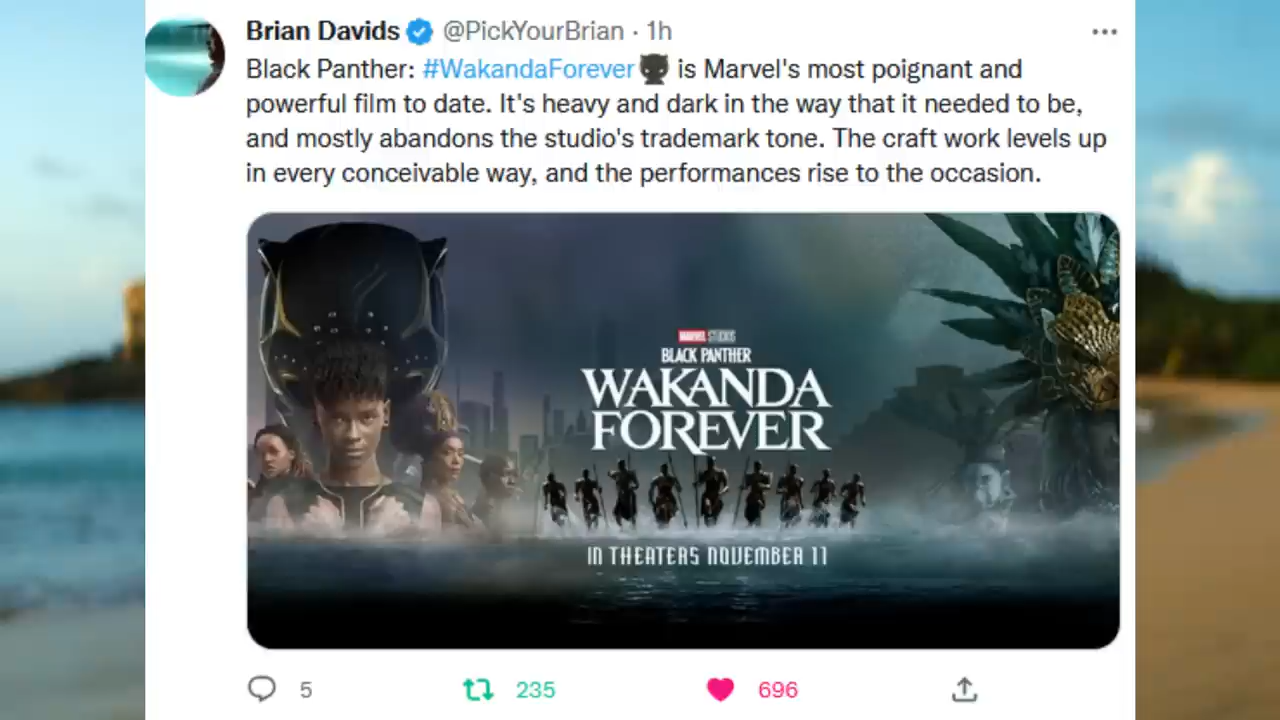 Brian Davids @PickYourBrian · 1h
Black Panther: #WakandaForever is Marvel's most poignant and
powerful film to date. It's heavy and dark in the way that it needed to be,
and mostly abandons the studio's trademark tone. The craft work levels up
in every conceivable way, and the performances rise to the occasion.
MARVEL STUDIOS
BLACK PANTHER
WAKANDA
FOREVER
IN THEATERS NOVEMBER 11
5 235 696